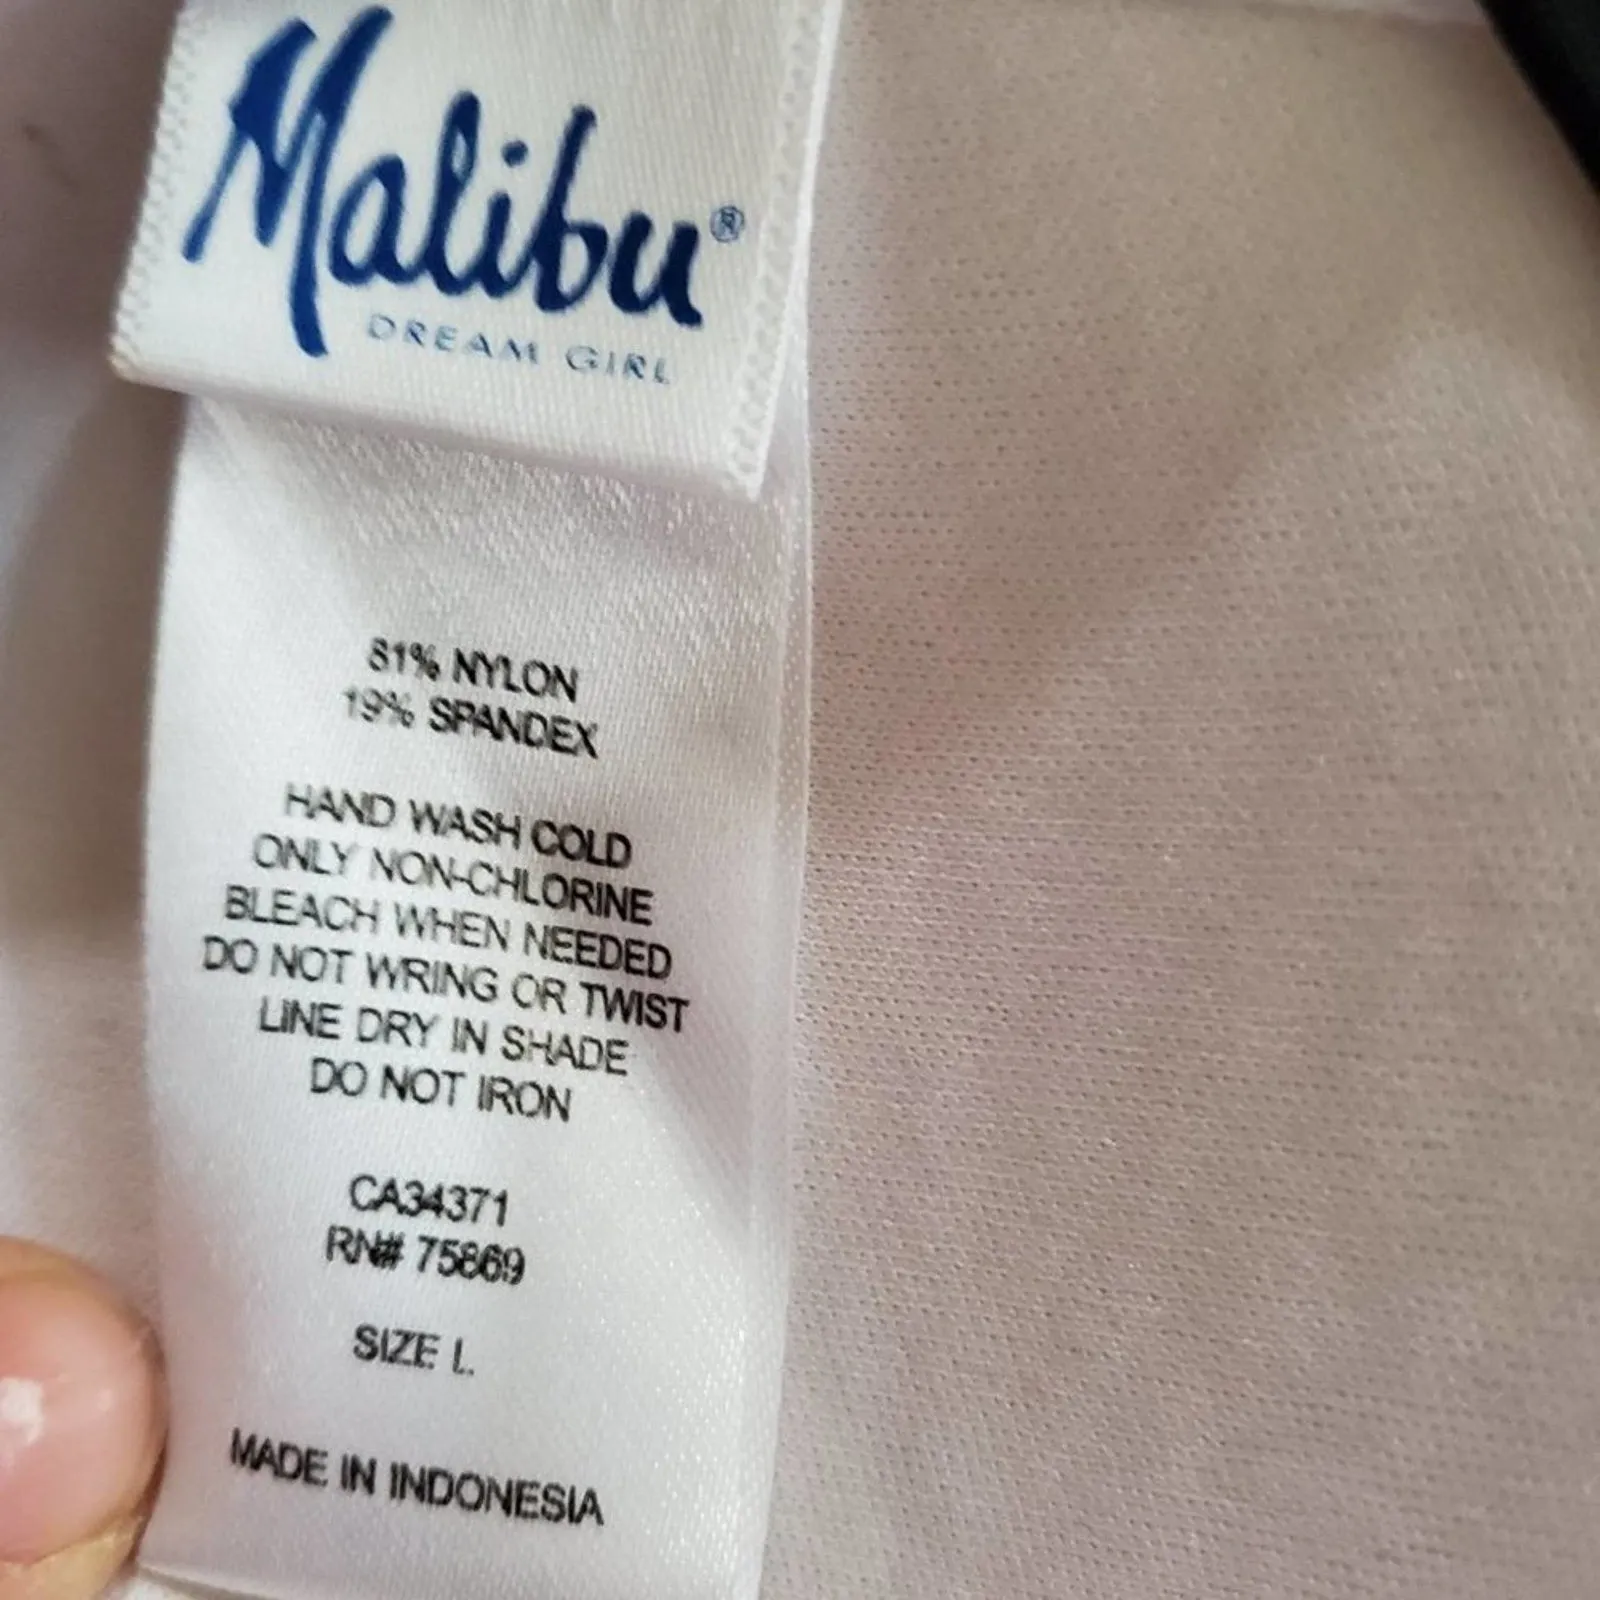 Malibu®
DREAM GIRL
81% NYLON
19% SPANDEX
HAND WASH COLD
ONLY NON-CHLORINE
BLEACH WHEN NEEDED
DO NOT WRING OR TWIST
LINE DRY IN SHADE
DO NOT IRON
CA34371
RN# 75869
SIZE L
MADE IN INDONESIA